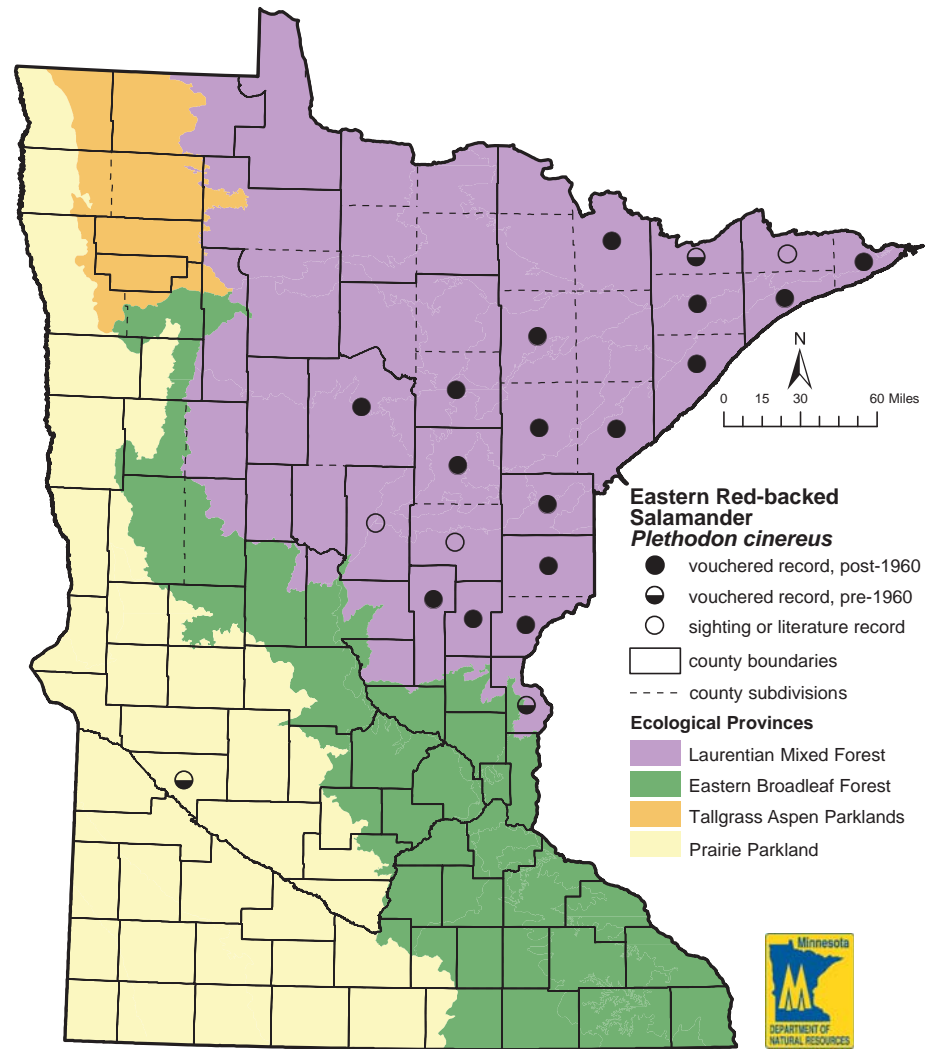 N
0 15 30 60 Miles
Eastern Red-backed
Salamander
Plethodon cinereus
vouchered record, post-1960
vouchered record, pre-1960
sighting or literature record
county boundaries
county subdivisions
Ecological Provinces
Laurentian Mixed Forest
Eastern Broadleaf Forest
Tallgrass Aspen Parklands
Prairie Parkland
Minnesota
M
DEPARTMENT OF
NATURAL RESOURCES